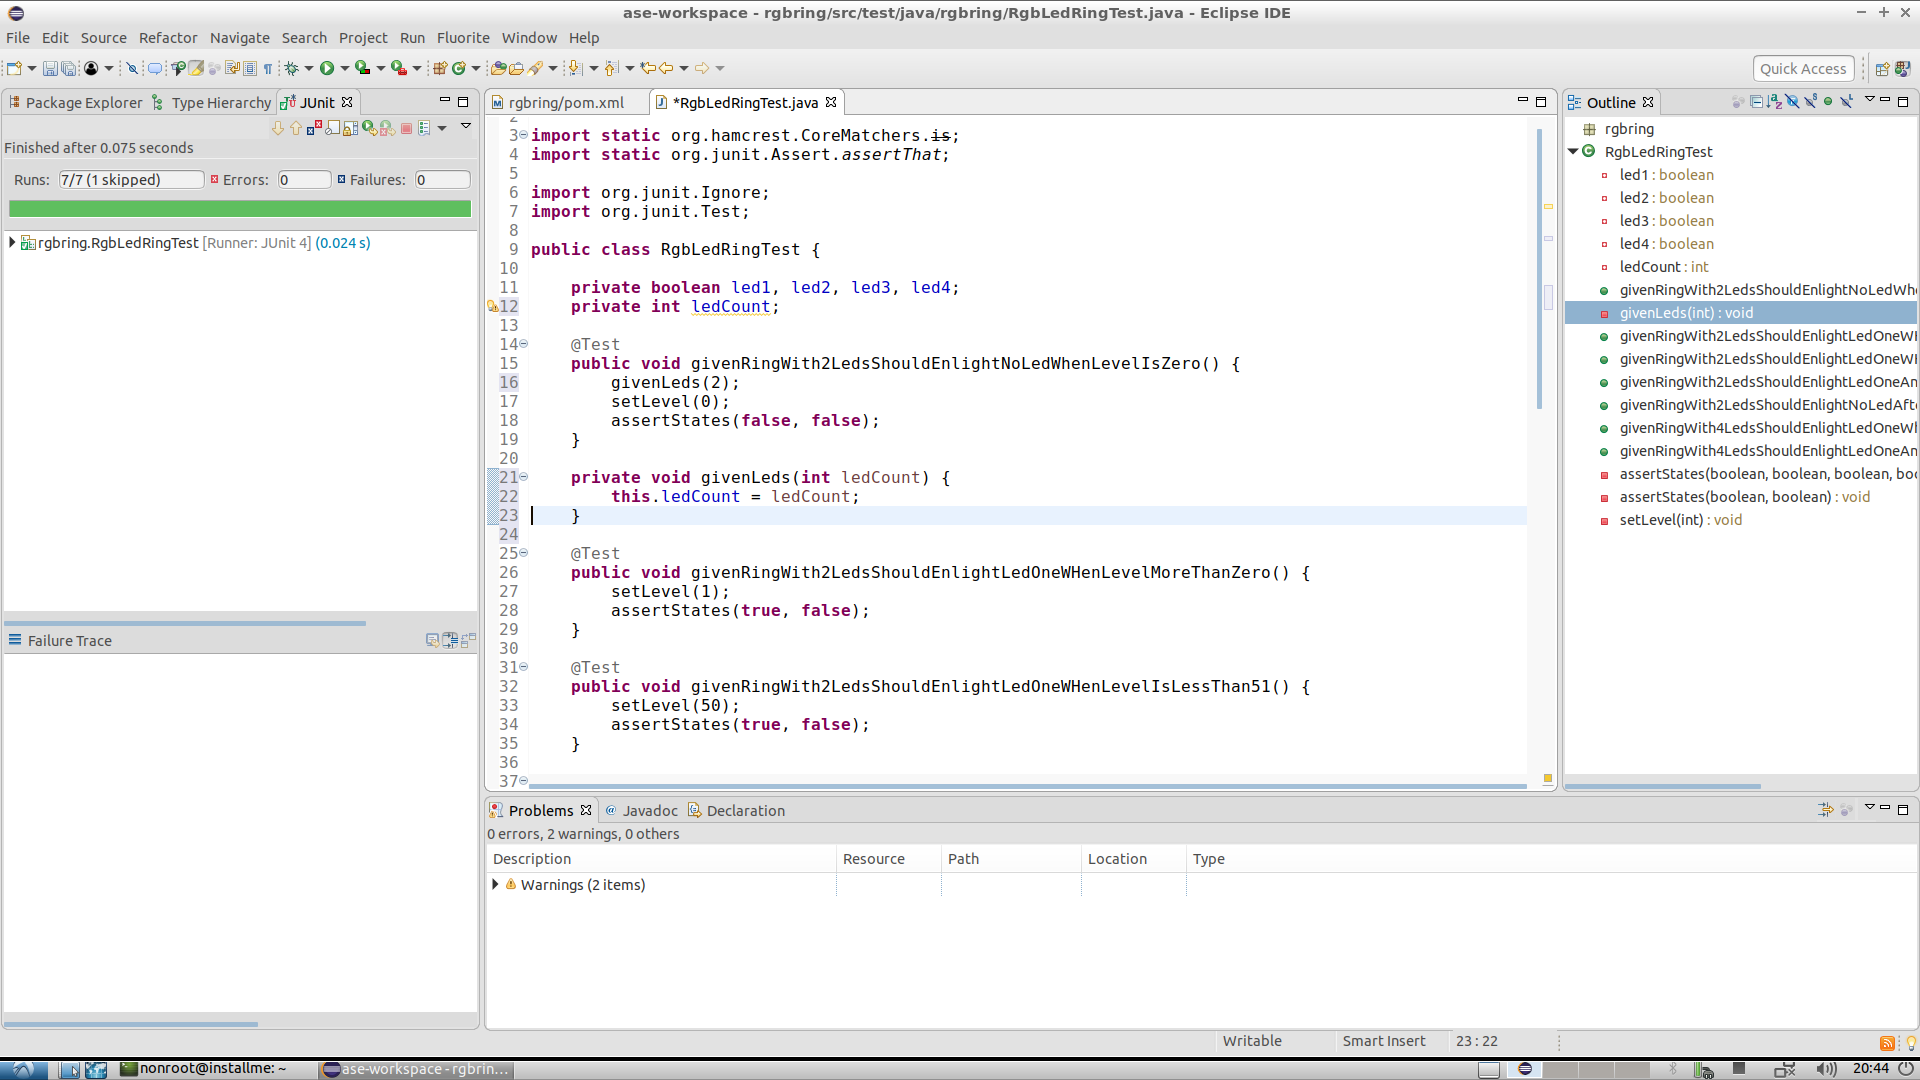 ase-workspace - rgbring/src/test/java/rgbring/RgbLedRingTest.java - Eclipse IDE
File Edit Source Refactor Navigate Search Project Run Fluorite Window Help
Quick Access
Package Explorer Type Hierarchy JUnit
Finished after 0.075 seconds
Runs: 7/7 (1 skipped) Errors: 0 Failures: 0
rgbring.RgbLedRingTest [Runner: JUnit 4] (0.024 s)
Failure Trace
rgbring/pom.xml *RgbLedRingTest.java
2
3 import static org.hamcrest.CoreMatchers.is;
4 import static org.junit.Assert.assertThat;
5
6 import org.junit.Ignore;
7 import org.junit.Test;
8
9 public class RgbLedRingTest {
10
11 private boolean led1, led2, led3, led4;
12 private int ledCount;
13
14 @Test
15 public void givenRingWith2LedsShouldEnlightNoLedWhenLevelIsZero() {
16 givenLeds(2);
17 setLevel(0);
18 assertStates(false, false);
19 }
20
21 private void givenLeds(int ledCount) {
22 this.ledCount = ledCount;
23 }
24
25 @Test
26 public void givenRingWith2LedsShouldEnlightLedOneWHenLevelMoreThanZero() {
27 setLevel(1);
28 assertStates(true, false);
29 }
30
31 @Test
32 public void givenRingWith2LedsShouldEnlightLedOneWHenLevelIsLessThan51() {
33 setLevel(50);
34 assertStates(true, false);
35 }
36
37
Outline
rgbring
RgbLedRingTest
led1 : boolean
led2 : boolean
led3 : boolean
led4 : boolean
ledCount : int
givenRingWith2LedsShouldEnlightNoLedWhe
givenLeds(int) : void
givenRingWith2LedsShouldEnlightLedOneWH
givenRingWith2LedsShouldEnlightLedOneWH
givenRingWith2LedsShouldEnlightLedOneAn
givenRingWith2LedsShouldEnlightNoLedAfte
givenRingWith4LedsShouldEnlightLedOneWh
givenRingWith4LedsShouldEnlightLedOneAn
assertStates(boolean, boolean, boolean, bo
assertStates(boolean, boolean) : void
setLevel(int) : void
Problems Javadoc Declaration
0 errors, 2 warnings, 0 others
Description Resource Path Location Type
Warnings (2 items)
Writable Smart Insert 23 : 22
nonroot@installme: ~ ase-workspace - rgbrin... 20:44